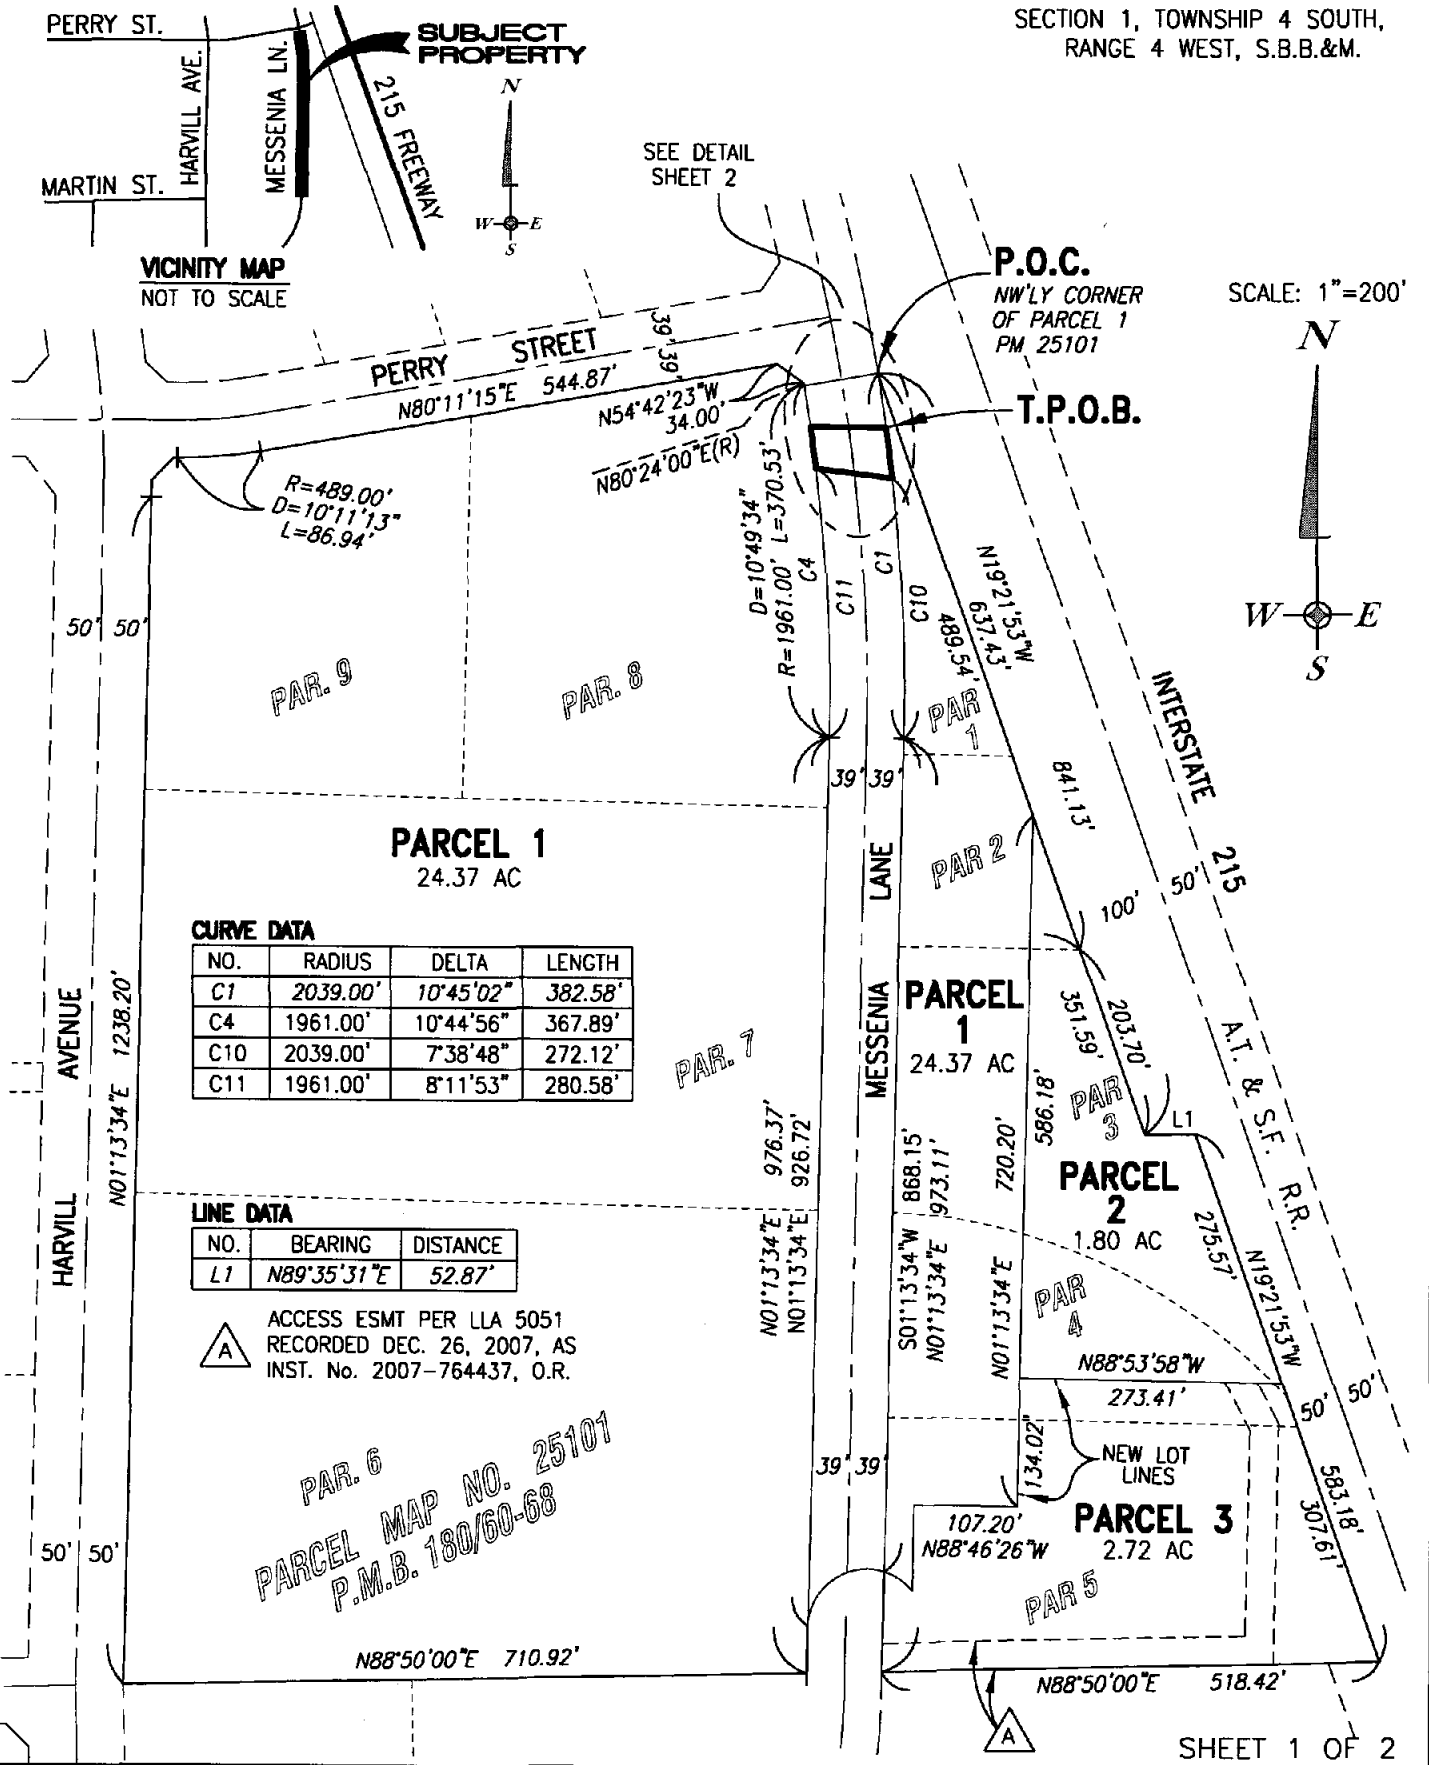 SECTION 1, TOWNSHIP 4 SOUTH,
RANGE 4 WEST, S.B.B.&M.
PERRY ST.
HARVILL AVE.
MESSENIA LN.
SUBJECT
PROPERTY
215 FREEWAY
MARTIN ST.
N
W
E
S
VICINITY MAP
NOT TO SCALE
SEE DETAIL
SHEET 2
P.O.C.
NW'LY CORNER
OF PARCEL 1
PM 25101
SCALE: 1"=200'
N
W
E
S
T.P.O.B.
PERRY STREET
39' 39'
N80°11'15"E 544.87'
N54°42'23"W
34.00'
N80°24'00"E(R)
R=489.00'
D=10°11'13"
L=86.94'
D=10°49'34"
R=1961.00' L=370.53'
C4
C11
C1
C10
N19°21'53"W
637.43'
489.54'
50' 50'
PAR. 9
PAR. 8
PAR
1
INTERSTATE 215
841.13'
39' 39'
PARCEL 1
24.37 AC
MESSENIA LANE
PAR 2
100'
50'
CURVE DATA
NO. RADIUS DELTA LENGTH
C1 2039.00' 10°45'02" 382.58'
C4 1961.00' 10°44'56" 367.89'
C10 2039.00' 7°38'48" 272.12'
C11 1961.00' 8°11'53" 280.58'
HARVILL AVENUE
N01°13'34"E 1238.20'
PAR. 7
PARCEL
1
24.37 AC
351.59'
203.70'
A.T. & S.F. R.R.
586.18'
PAR
3
L1
N01°13'34"E 976.37'
N01°13'34"E 926.72'
S01°13'34"W 868.15'
N01°13'34"E 973.11'
N01°13'34"E 720.20'
PARCEL
2
1.80 AC
275.57'
N19°21'53"W
LINE DATA
NO. BEARING DISTANCE
L1 N89°35'31"E 52.87'
A
ACCESS ESMT PER LLA 5051
RECORDED DEC. 26, 2007, AS
INST. No. 2007-764437, O.R.
PAR
4
N88°53'58"W
273.41'
50' 50'
PAR. 6
PARCEL MAP NO. 25101
P.M.B. 180/60-68
39' 39'
134.02"
NEW LOT
LINES
583.18'
307.61'
107.20'
N88°46'26"W
PARCEL 3
2.72 AC
50' 50'
PAR 5
N88°50'00"E 710.92'
N88°50'00"E 518.42'
A
SHEET 1 OF 2